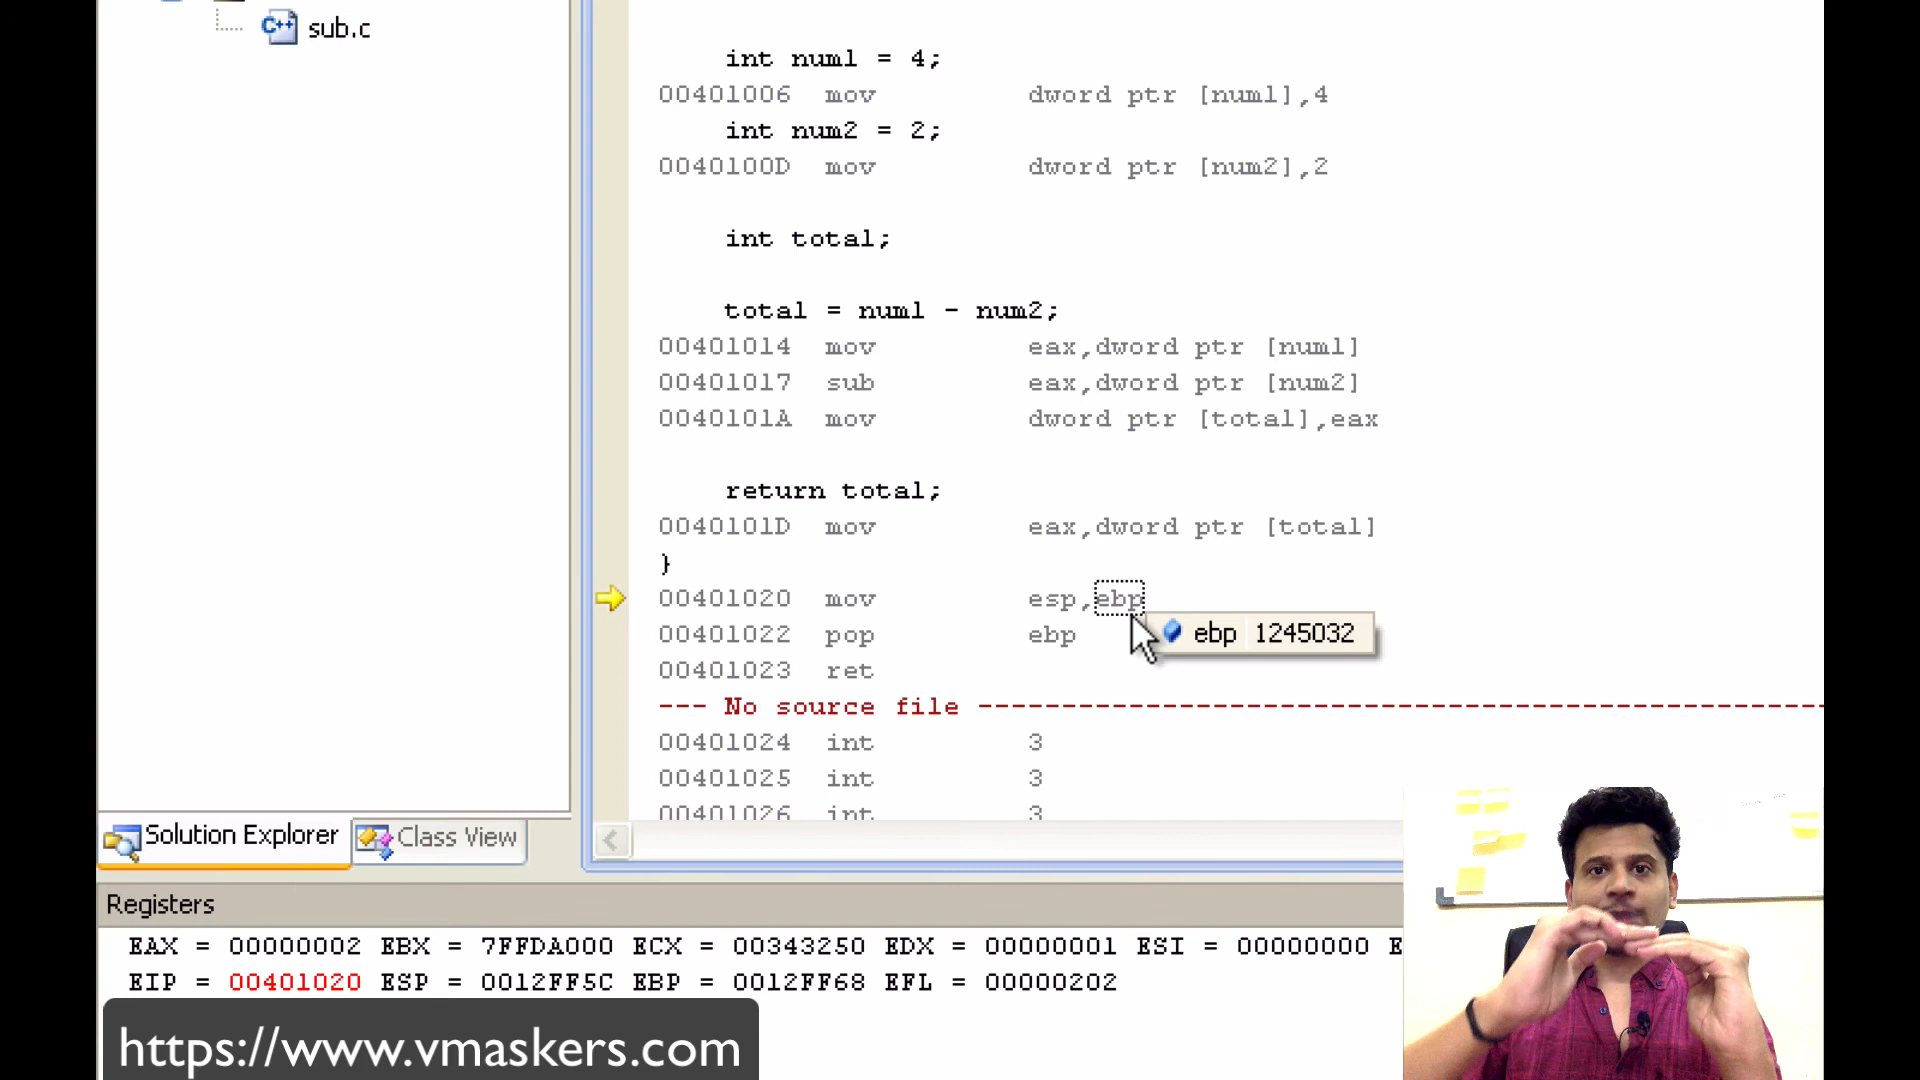 sub.c
int num1 = 4;
00401006 mov dword ptr [num1],4
int num2 = 2;
0040100D mov dword ptr [num2],2
int total;
total = num1 - num2;
00401014 mov eax,dword ptr [num1]
00401017 sub eax,dword ptr [num2]
0040101A mov dword ptr [total],eax
return total;
0040101D mov eax,dword ptr [total]
}
00401020 mov esp,ebp
ebp 1245032
00401022 pop ebp
00401023 ret
--- No source file ---------------------------------------------------
00401024 int 3
00401025 int 3
00401026 int 3
Solution Explorer Class View
Registers
EAX = 00000002 EBX = 7FFDA000 ECX = 00343250 EDX = 00000001 ESI = 00000000 E
EIP = 00401020 ESP = 0012FF5C EBP = 0012FF68 EFL = 00000202
https://www.vmaskers.com